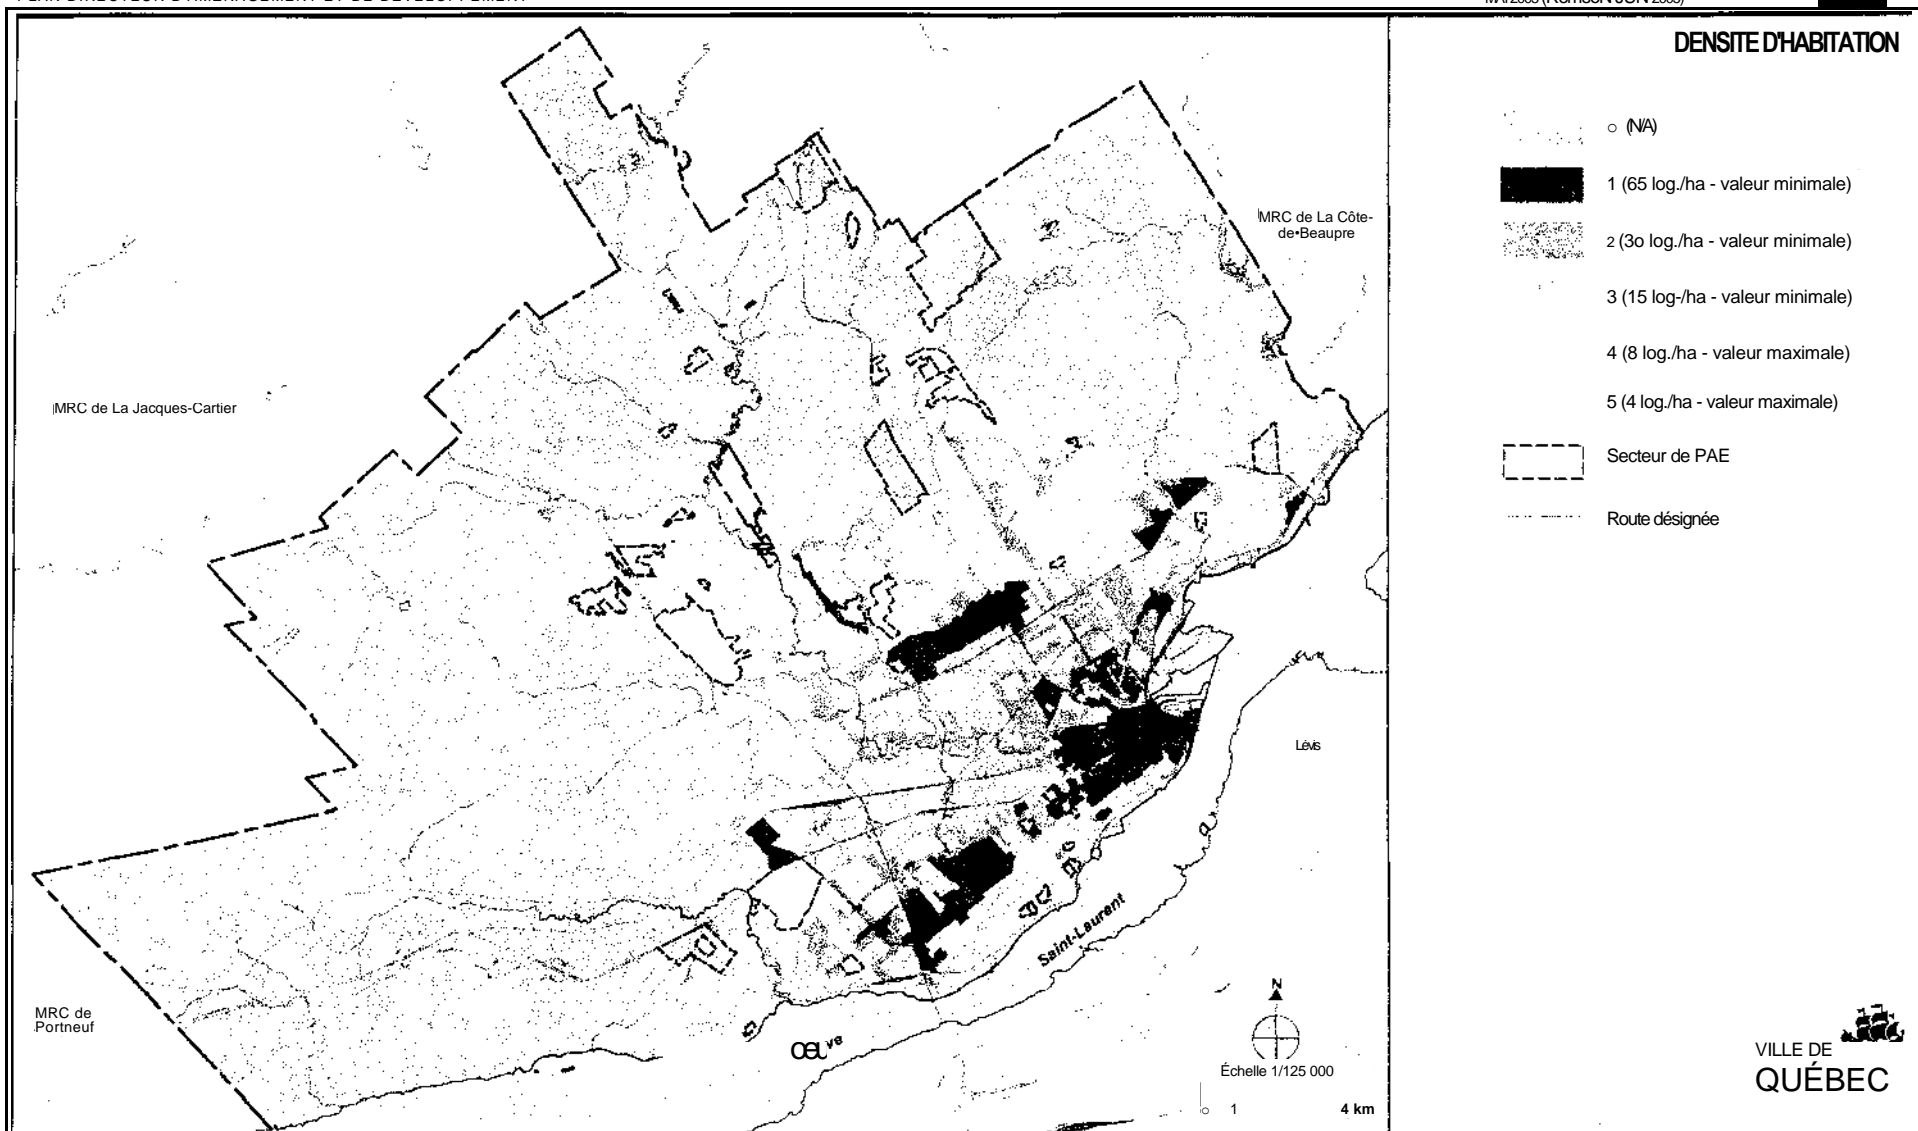 DENSITE D'HABITATION
○ (N/A)
1 (65 log./ha - valeur minimale)
2 (3o log./ha - valeur minimale)
3 (15 log-/ha - valeur minimale)
4 (8 log./ha - valeur maximale)
5 (4 log./ha - valeur maximale)
Secteur de PAE
Route désignée
MRC de La Côte-
de•Beaupre
MRC de La Jacques-Cartier
Lévis
Saint-Laurent
MRC de
Portneuf
N
Échelle 1/125 000
○ 1 4 km
VILLE DE
QUÉBEC